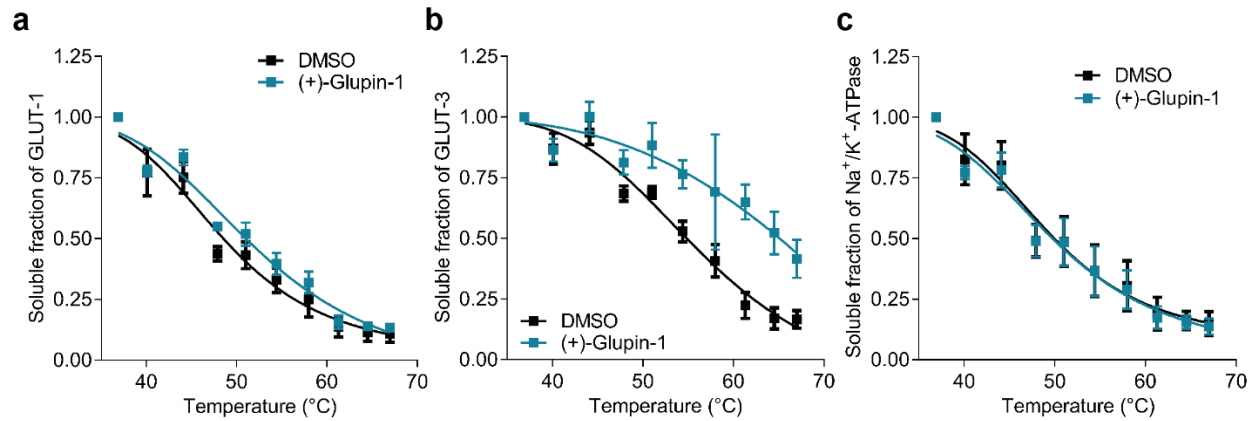 a
Soluble fraction of GLUT-1
1.25
1.00
0.75
0.50
0.25
0.00
DMSO
(+)-Glupin-1
40
50
60
70
Temperature (°C)
b
Soluble fraction of GLUT-3
1.25
1.00
0.75
0.50
0.25
0.00
DMSO
(+)-Glupin-1
40
50
60
70
Temperature (°C)
c
Soluble fraction of Na⁺/K⁺-ATPase
1.25
1.00
0.75
0.50
0.25
0.00
DMSO
(+)-Glupin-1
40
50
60
70
Temperature (°C)